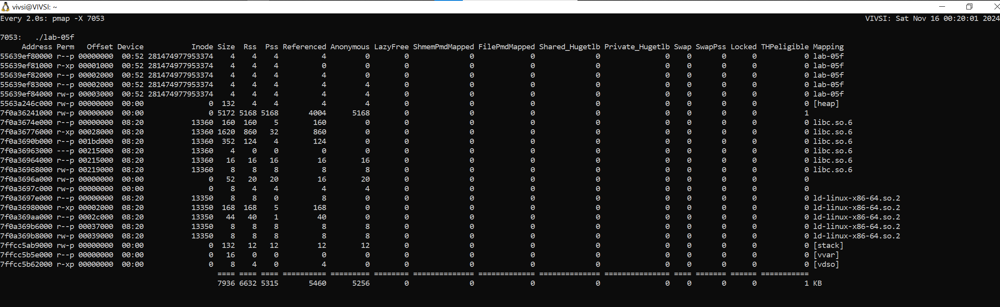 vivsi@VIVSI: ~
Every 2.0s: pmap -X 7053 VIVSI: Sat Nov 16 00:20:01 2024
7053: ./lab-05f
Address Perm Offset Device Inode Size Rss Pss Referenced Anonymous LazyFree ShmemPmdMapped FilePmdMapped Shared_Hugetlb Private_Hugetlb Swap SwapPss Locked THPeligible Mapping
55639ef80000 r--p 00000000 00:52 281474977953374 4 4 4 4 0 0 0 0 0 0 0 0 0 0 lab-05f
55639ef81000 r-xp 00001000 00:52 281474977953374 4 4 4 0 0 0 0 0 0 0 0 0 0 0 lab-05f
55639ef82000 r--p 00002000 00:52 281474977953374 4 4 4 4 0 0 0 0 0 0 0 0 0 0 lab-05f
55639ef83000 r--p 00002000 00:52 281474977953374 4 4 4 4 4 0 0 0 0 0 0 0 0 0 lab-05f
55639ef84000 rw-p 00003000 00:52 281474977953374 4 4 4 4 4 0 0 0 0 0 0 0 0 0 lab-05f
5563a246c000 rw-p 00000000 00:00 0 132 4 4 4 4 0 0 0 0 0 0 0 0 0 [heap]
7f0a36241000 rw-p 00000000 00:00 0 5172 5168 5168 4004 5168 0 0 0 0 0 0 0 0 1
7f0a3674e000 r--p 00000000 08:20 13360 160 160 5 160 0 0 0 0 0 0 0 0 0 0 libc.so.6
7f0a36776000 r-xp 00028000 08:20 13360 1620 860 32 860 0 0 0 0 0 0 0 0 0 0 libc.so.6
7f0a3690b000 r--p 001bd000 08:20 13360 352 124 4 124 0 0 0 0 0 0 0 0 0 0 libc.so.6
7f0a36963000 ---p 00215000 08:20 13360 4 0 0 0 0 0 0 0 0 0 0 0 0 0 libc.so.6
7f0a36964000 r--p 00215000 08:20 13360 16 16 16 16 16 0 0 0 0 0 0 0 0 0 libc.so.6
7f0a36968000 rw-p 00219000 08:20 13360 8 8 8 8 8 0 0 0 0 0 0 0 0 0 libc.so.6
7f0a3696a000 rw-p 00000000 00:00 0 52 20 20 16 20 0 0 0 0 0 0 0 0 0
7f0a3697c000 rw-p 00000000 00:00 0 8 4 4 4 4 0 0 0 0 0 0 0 0 0
7f0a3697e000 r--p 00000000 08:20 13350 8 8 0 8 0 0 0 0 0 0 0 0 0 0 ld-linux-x86-64.so.2
7f0a36980000 r-xp 00002000 08:20 13350 168 168 5 168 0 0 0 0 0 0 0 0 0 0 ld-linux-x86-64.so.2
7f0a369aa000 r--p 0002c000 08:20 13350 44 40 1 40 0 0 0 0 0 0 0 0 0 0 ld-linux-x86-64.so.2
7f0a369b6000 r--p 00037000 08:20 13350 8 8 8 8 8 0 0 0 0 0 0 0 0 0 ld-linux-x86-64.so.2
7f0a369b8000 rw-p 00039000 08:20 13350 8 8 8 8 8 0 0 0 0 0 0 0 0 0 ld-linux-x86-64.so.2
7ffcc5ab9000 rw-p 00000000 00:00 0 132 12 12 12 12 0 0 0 0 0 0 0 0 0 [stack]
7ffcc5b5e000 r--p 00000000 00:00 0 16 0 0 0 0 0 0 0 0 0 0 0 0 0 [vvar]
7ffcc5b62000 r-xp 00000000 00:00 0 8 4 0 4 0 0 0 0 0 0 0 0 0 0 [vdso]
==== ==== ==== ========== ========= ======== ============== ============= ============== =============== ==== ======= ====== ===========
7936 6632 5315 5460 5256 0 0 0 0 0 0 0 0 1 KB